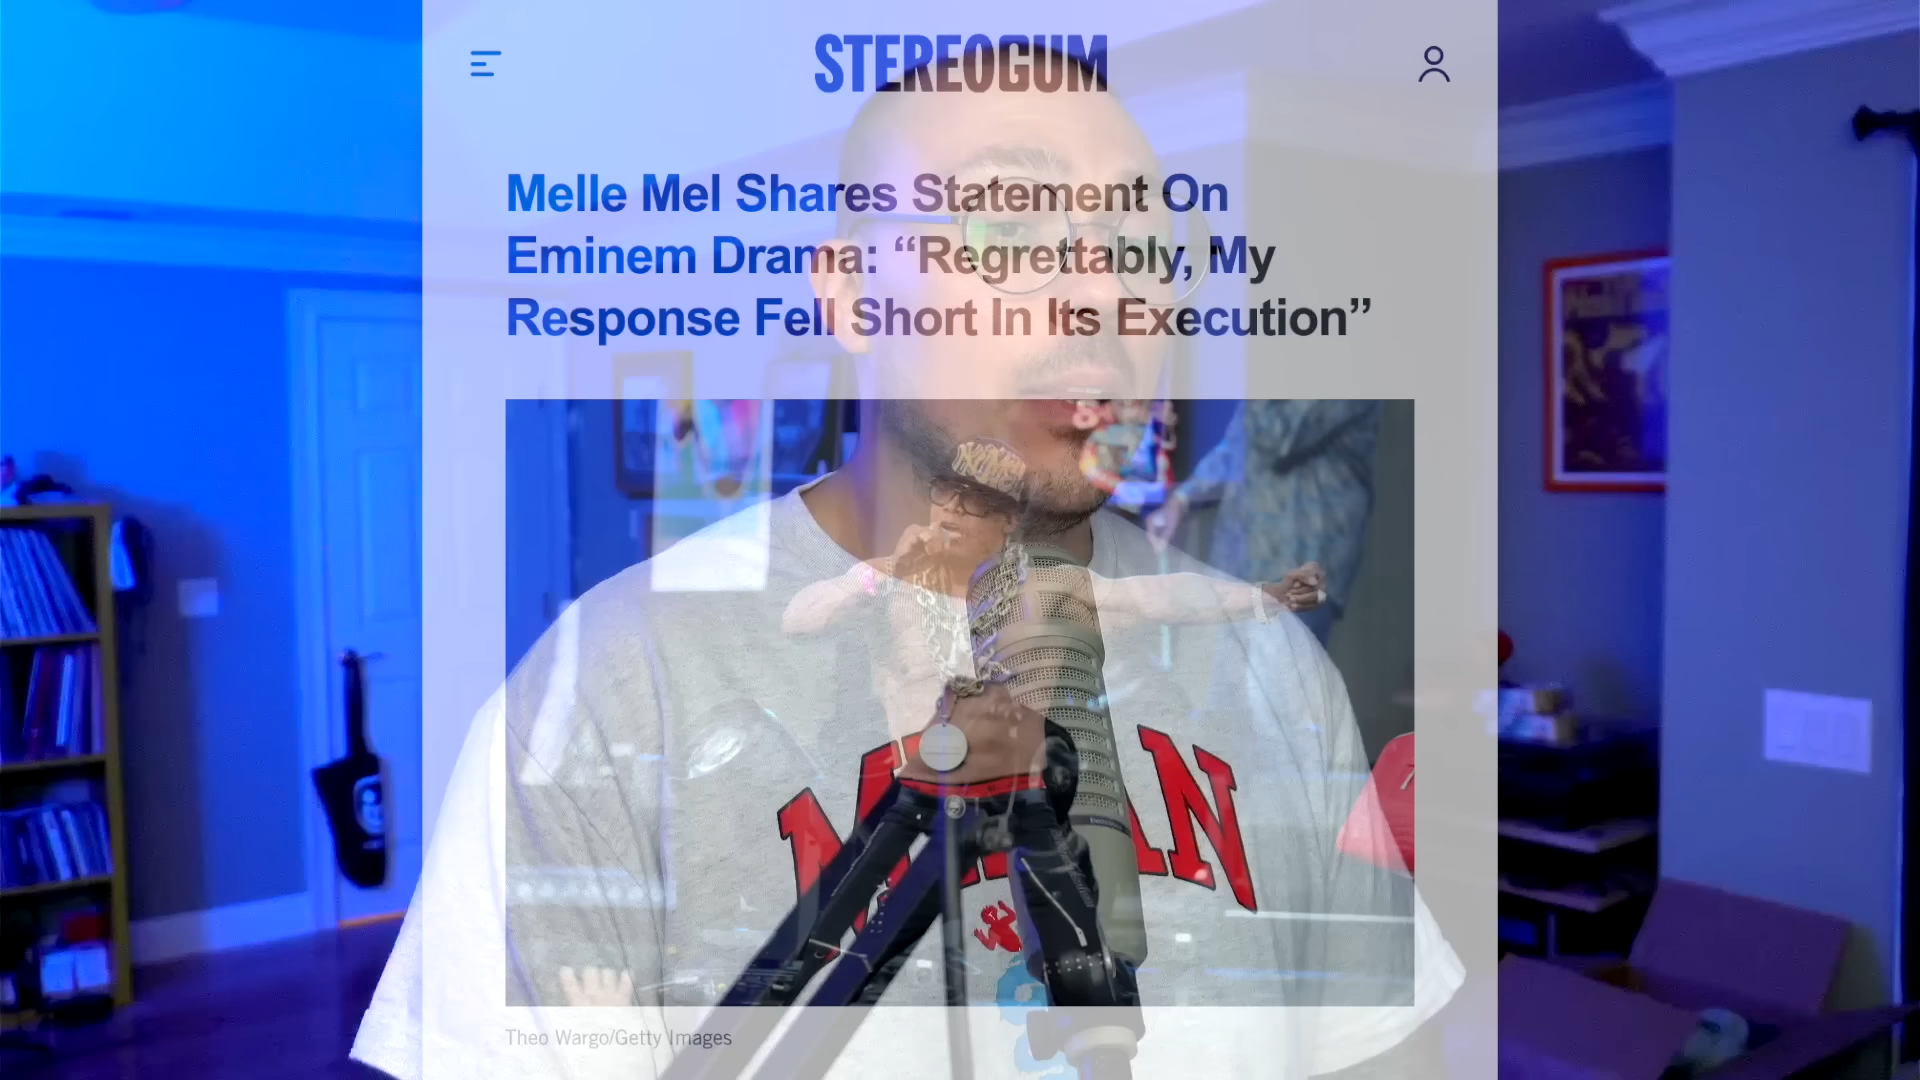 STEREOGUM
Melle Mel Shares Statement On
Eminem Drama: “Regrettably, My
Response Fell Short In Its Execution”
Theo Wargo/Getty Images